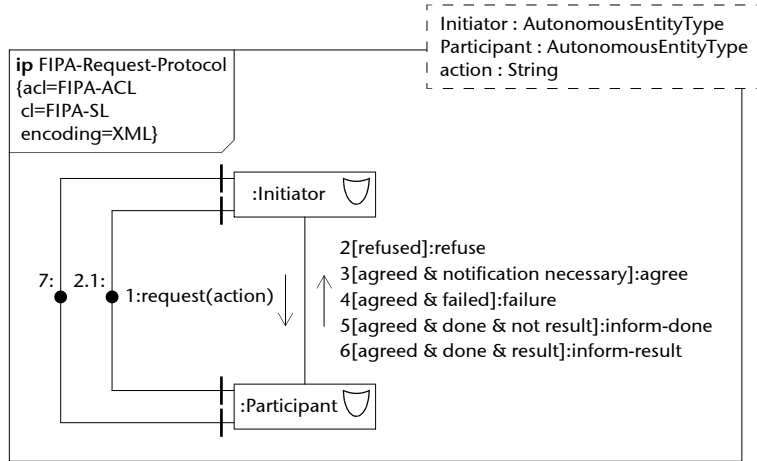 Initiator : AutonomousEntityType
Participant : AutonomousEntityType
action : String
ip FIPA-Request-Protocol
{acl=FIPA-ACL
cl=FIPA-SL
encoding=XML}
:Initiator
2[refused]:refuse
3[agreed & notification necessary]:agree
7:
2.1:
1:request(action)
4[agreed & failed]:failure
5[agreed & done & not result]:inform-done
6[agreed & done & result]:inform-result
:Participant